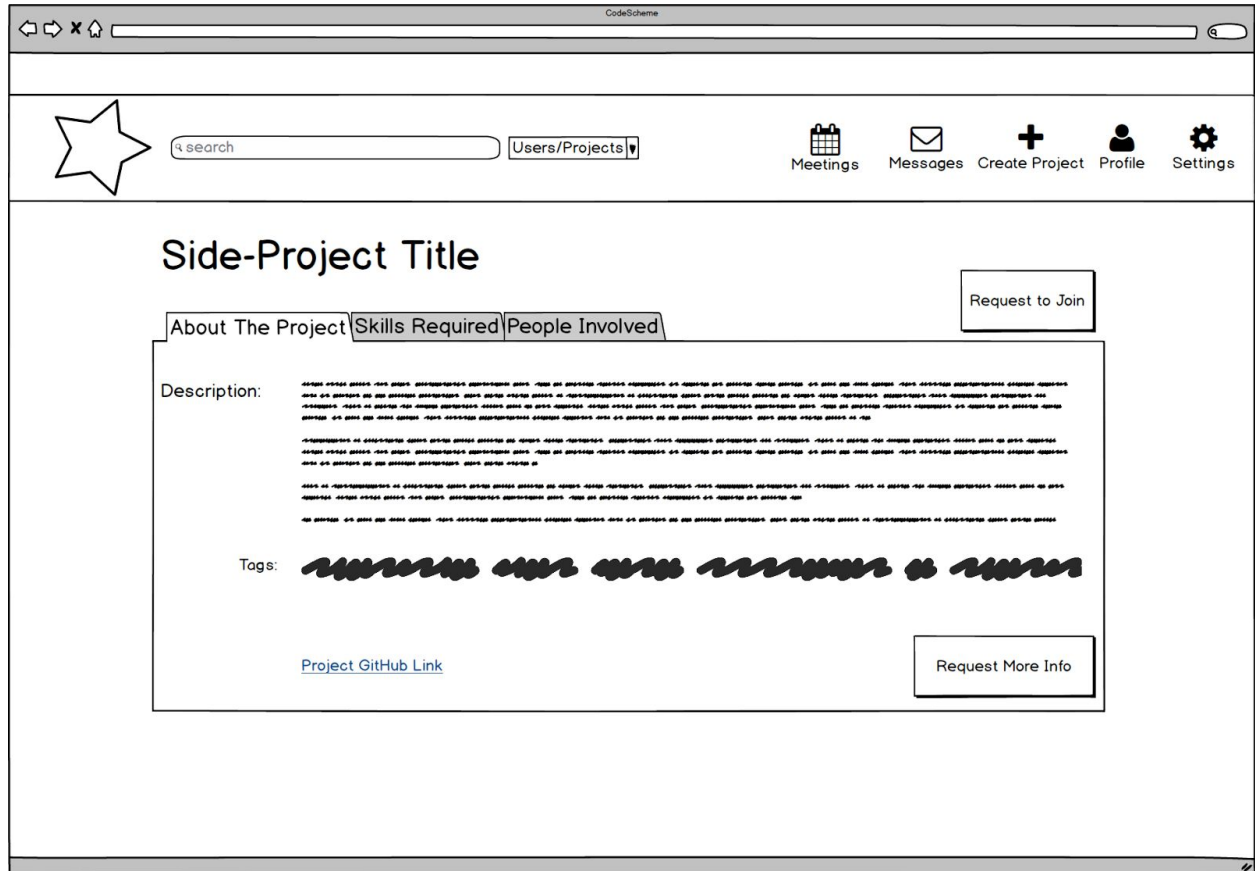 CodeScheme
search
Users/Projects
Meetings
Messages
Create Project
Profile
Settings
Side-Project Title
Request to Join
About The Project
Skills Required
People Involved
Description:
Tags:
Project GitHub Link
Request More Info